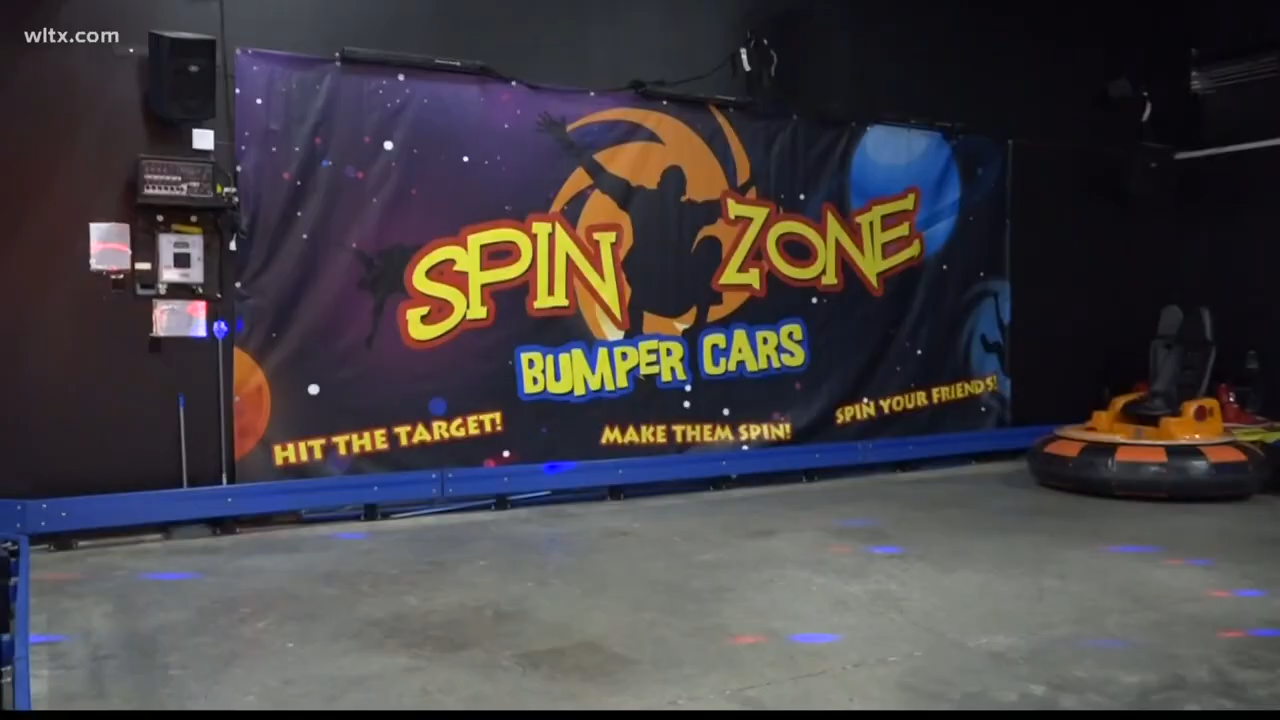 wltx.com
SPIN ZONE
BUMPER CARS
HIT THE TARGET!
MAKE THEM SPIN!
SPIN YOUR FRIENDS!